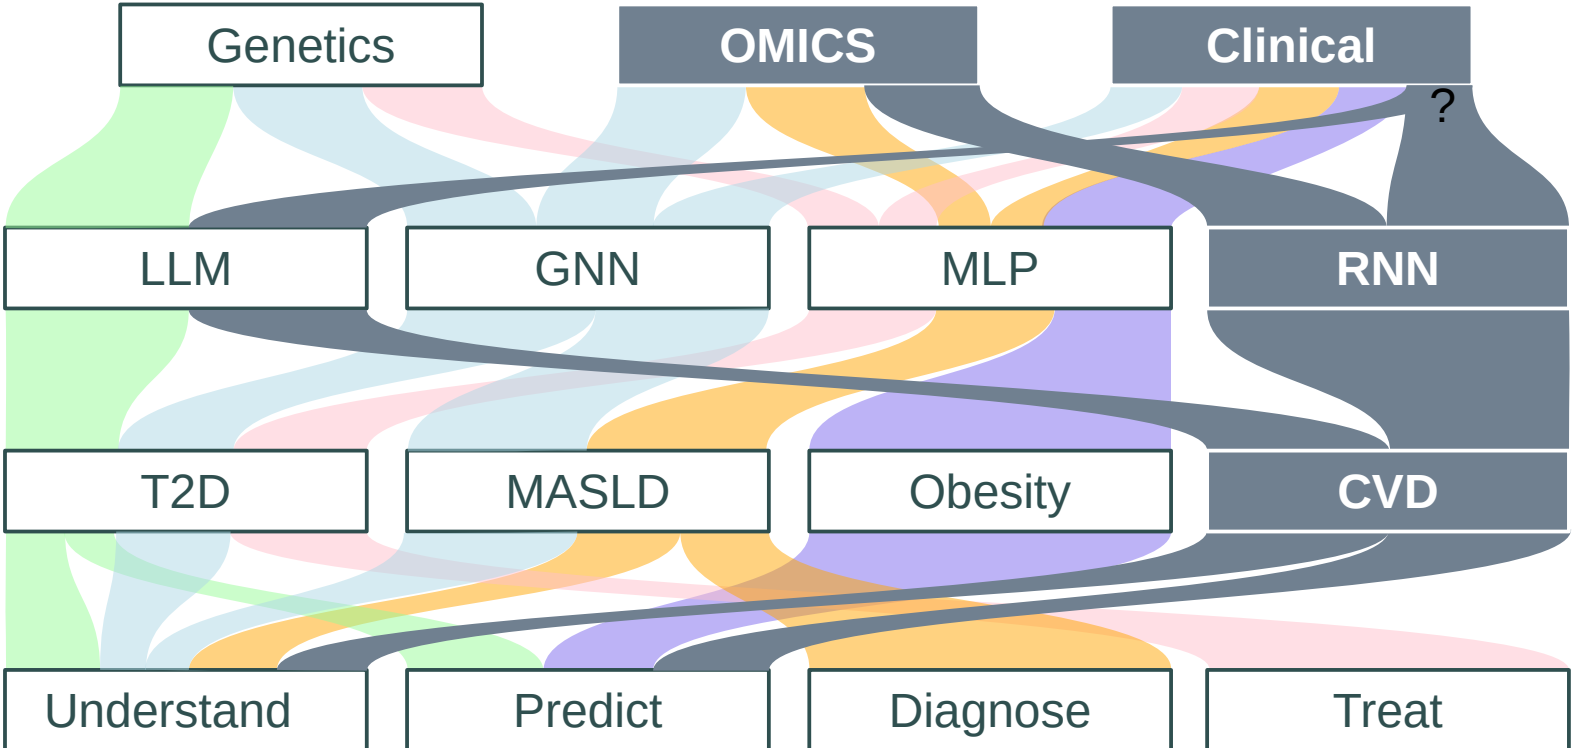 Genetics OMICS Clinical
?
LLM GNN MLP RNN
T2D MASLD Obesity CVD
Understand Predict Diagnose Treat